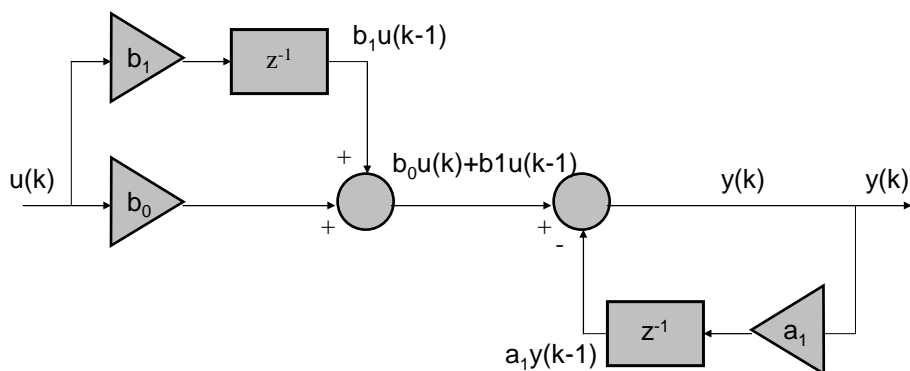 b₁u(k-1)
b₁
z⁻¹
+
b₀u(k)+b1u(k-1)
u(k)
y(k)
y(k)
b₀
+
+
-
z⁻¹
a₁
a₁y(k-1)